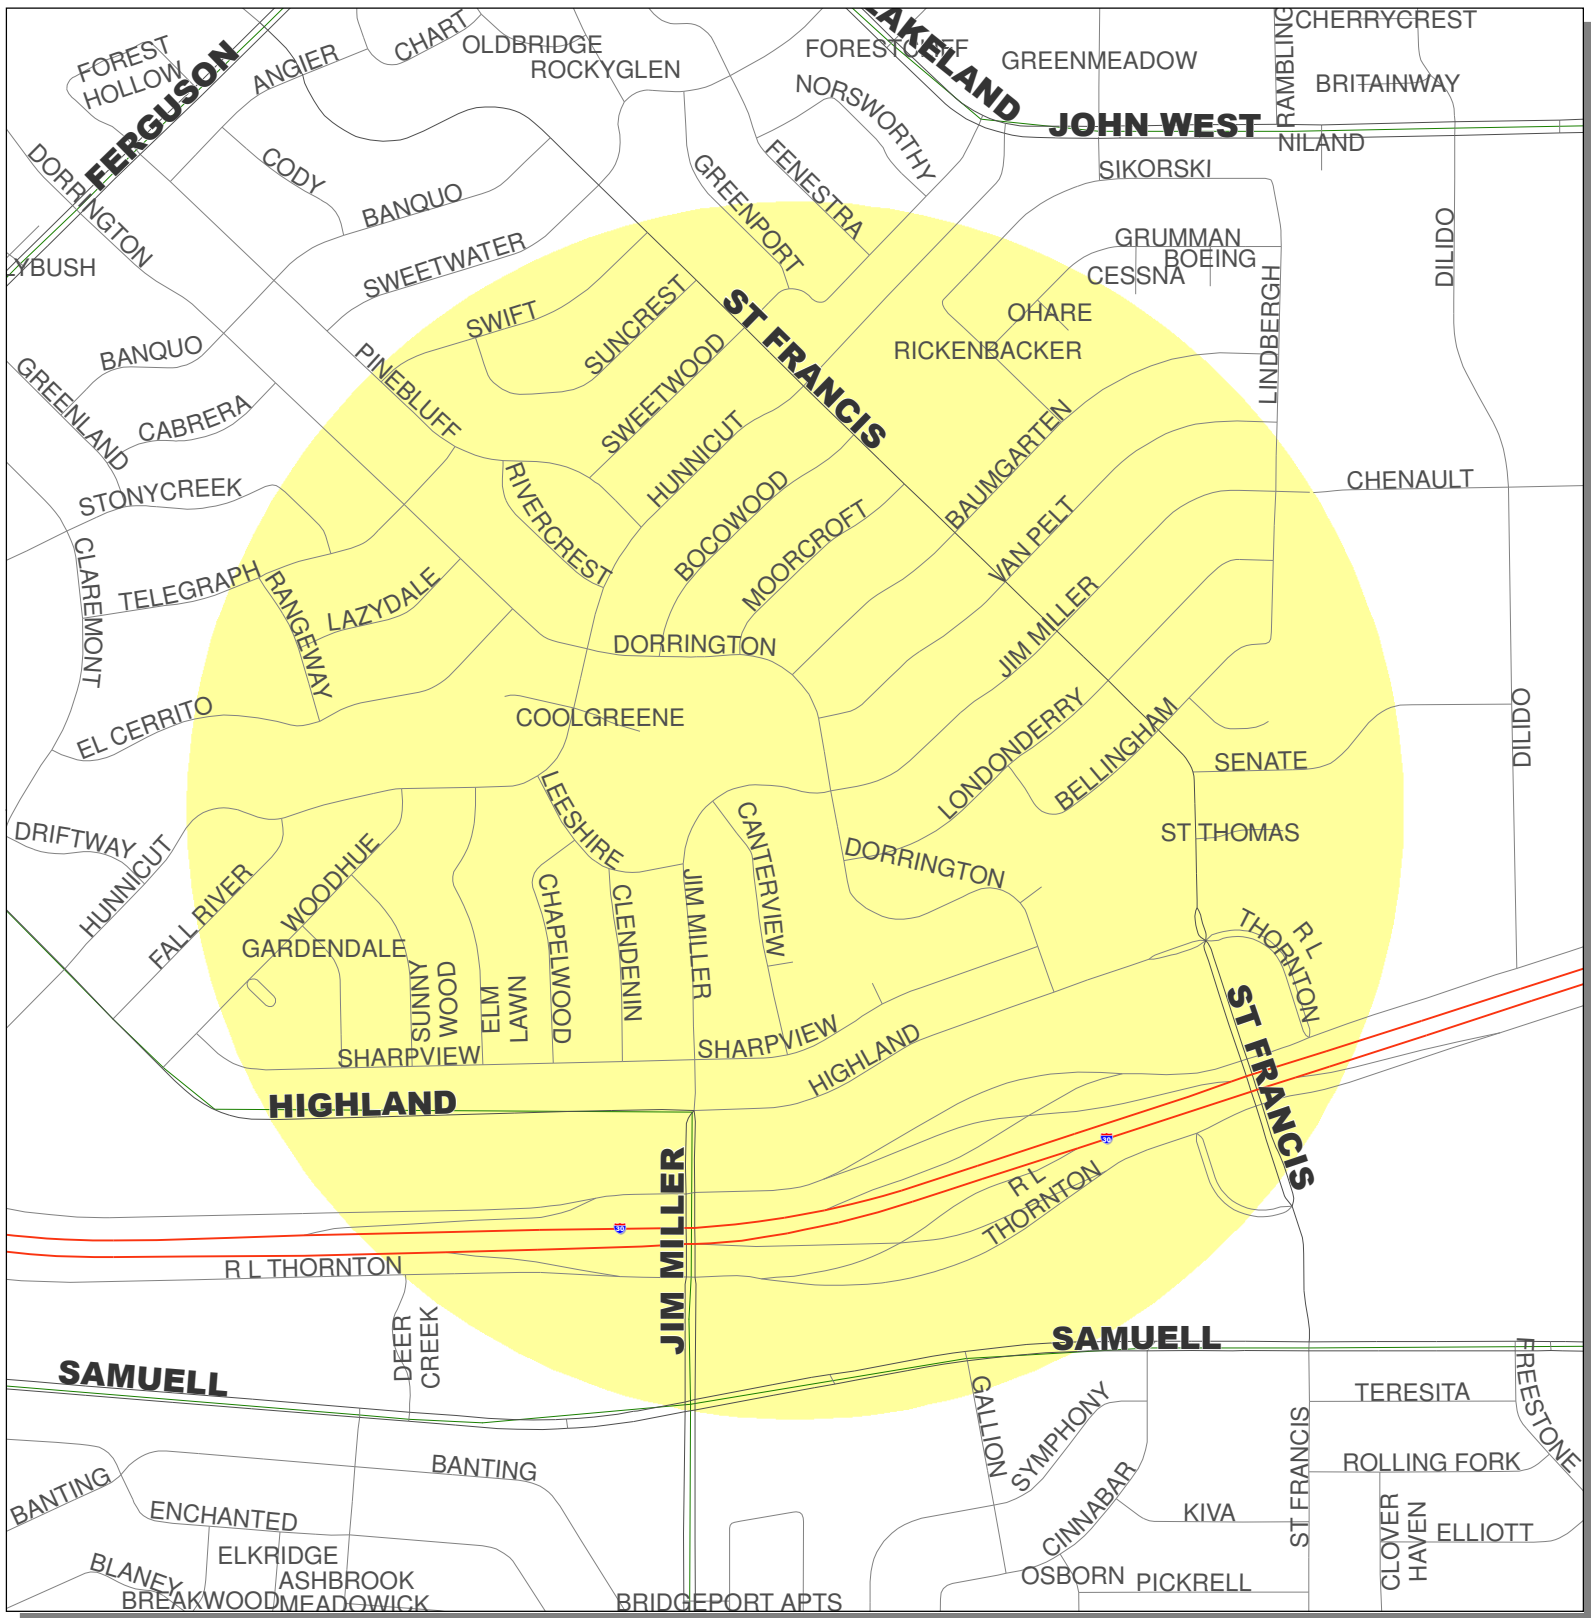 LAKELAND
CHERRYCREST
CHART
OLDBRIDGE
FORESTCLIFF
FOREST
HOLLOW
FERGUSON
ANGIER
ROCKYGLEN
GREENMEADOW
RAMBLING
BRITAINWAY
NORSWORTHY
JOHN WEST
NILAND
DORRINGTON
CODY
BANQUO
GREENPORT
FENESTRA
SIKORSKI
GRUMMAN
BOEING
CESSNA
DILIDO
YBUSH
SWEETWATER
SWIFT
SUNCREST
ST FRANCIS
OHARE
LINDBERGH
RICKENBACKER
BANQUO
GREENLAND
PINEBLUFF
SWEETWOOD
CABRERA
HUNNICUT
BAUMGARTEN
STONYCREEK
RIVERCREST
BOCOWOOD
MOORCROFT
VAN PELT
CHENAULT
CLAREMONT
TELEGRAPH
RANGEWAY
LAZYDALE
DORRINGTON
JIM MILLER
EL CERRITO
COOLGREENE
LONDONDERRY
BELLINGHAM
DILIDO
SENATE
DRIFTWAY
HUNNICUT
FALL RIVER
WOODHUE
LEESHIRE
CANTERVIEW
DORRINGTON
ST THOMAS
GARDENDALE
SUNNY
WOOD
ELM
LAWN
CHAPELWOOD
CLENDENIN
JIM MILLER
R L
THORNTON
SHARPVIEW
SHARPVIEW
HIGHLAND
ST FRANCIS
HIGHLAND
30
JIM MILLER
R L
THORNTON
30
R L THORNTON
DEER
CREEK
SAMUELL
SAMUELL
GALLION
SYMPHONY
TERESITA
FREESTONE
BANTING
BANTING
CINNABAR
ST FRANCIS
ROLLING FORK
ENCHANTED
KIVA
CLOVER
HAVEN
ELLIOTT
ELKRIDGE
BLANEY
ASHBROOK
OSBORN
PICKRELL
BREAKWOOD
MEADOWICK
BRIDGEPORT APTS